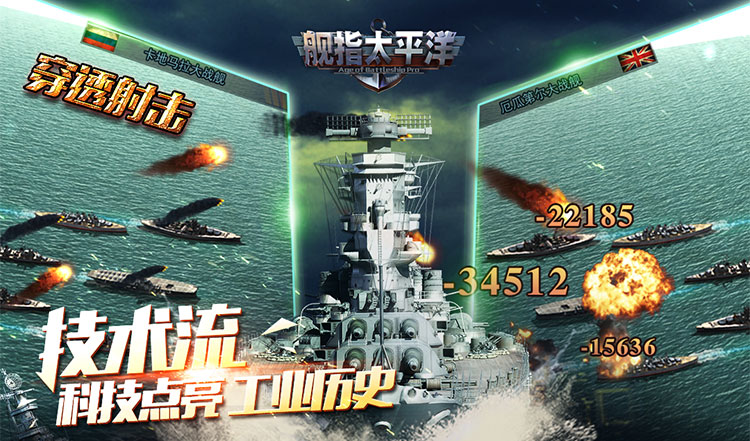 舰指太平洋
Age of Battleship Pro
卡地马拉大战舰
厄瓜第尔大战舰
穿透射击
-22185
-34512
-15636
技术流
科技点亮工业历史